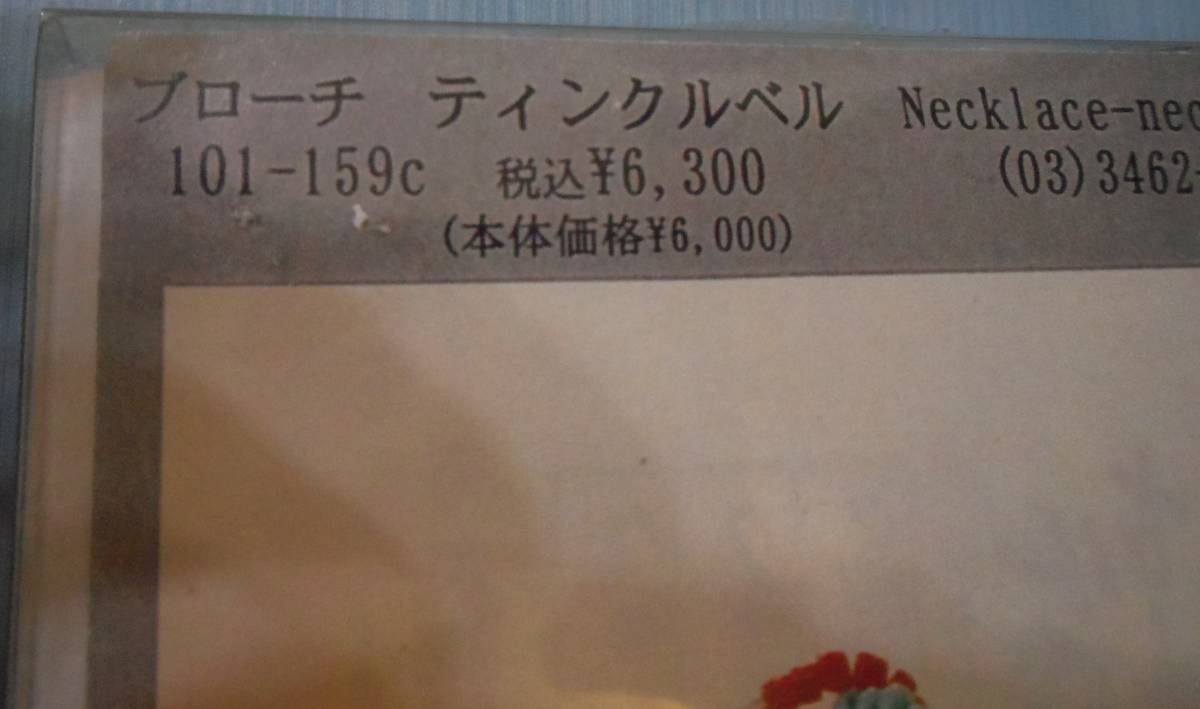 ブローチ ティンクルベル Necklace-nec
101-159c 税込¥6,300 (03)3462-
(本体価格¥6,000)